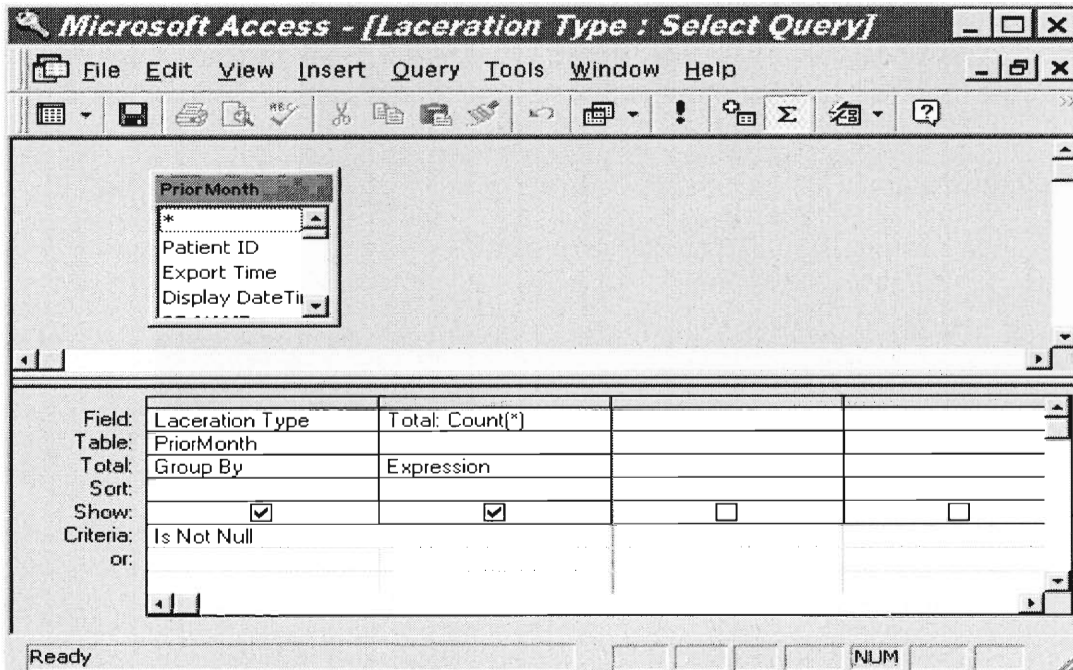 Microsoft Access - [Laceration Type : Select Query]
File Edit View Insert Query Tools Window Help
ABC
PriorMonth
*
Patient ID
Export Time
Display DateTi
Field: Laceration Type Total: Count(*)
Table: PriorMonth
Total: Group By Expression
Sort:
Show:
Criteria: Is Not Null
or:
Ready NUM